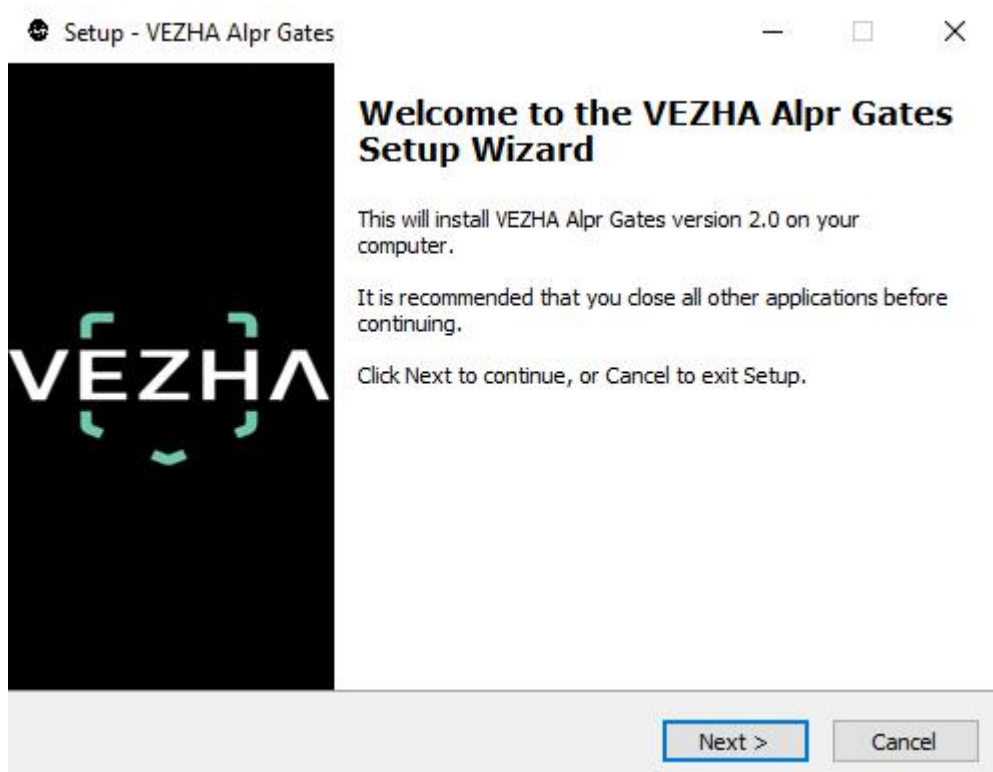 Setup - VEZHA Alpr Gates
Welcome to the VEZHA Alpr Gates
Setup Wizard
This will install VEZHA Alpr Gates version 2.0 on your
computer.
It is recommended that you close all other applications before
continuing.
Click Next to continue, or Cancel to exit Setup.
VEZHA
Next >
Cancel